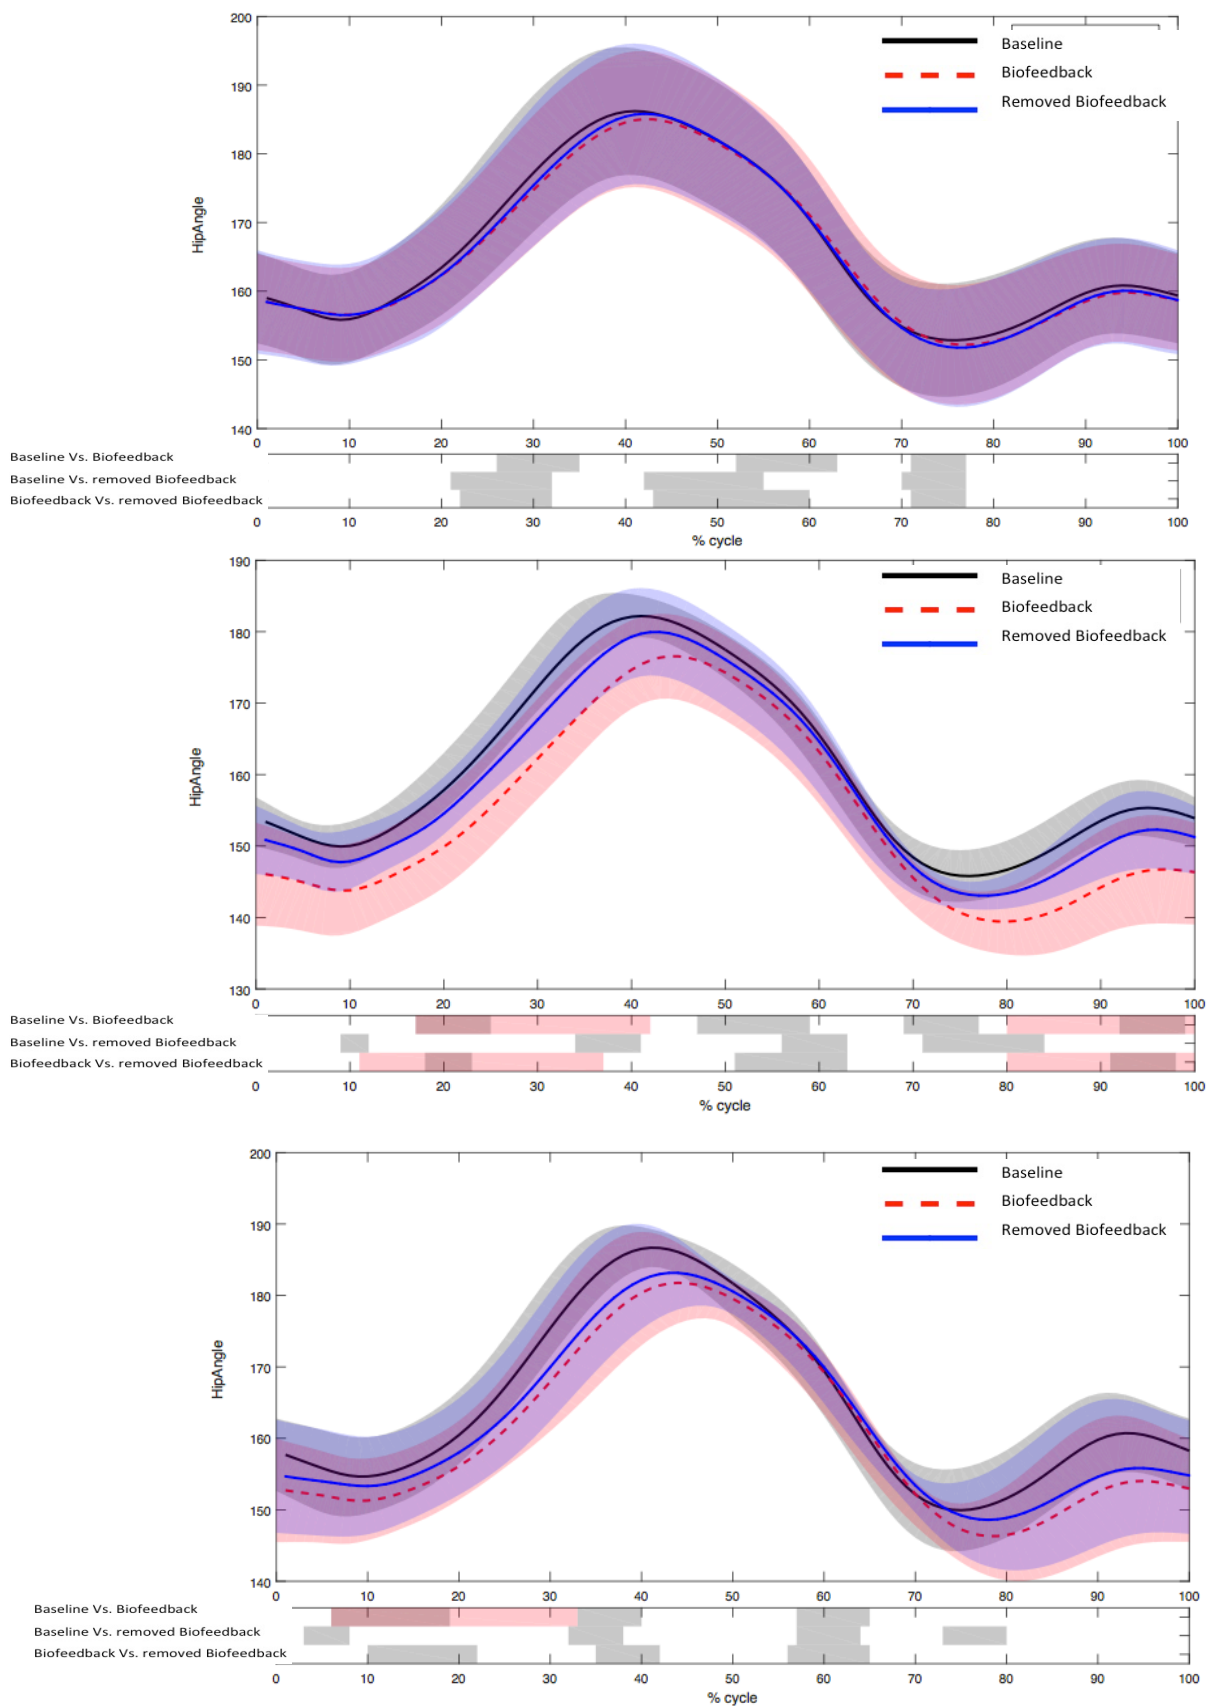 200
190
180
170
160
150
140
HipAngle
Baseline
Biofeedback
Removed Biofeedback
0 10 20 30 40 50 60 70 80 90 100
Baseline Vs. Biofeedback
Baseline Vs. removed Biofeedback
Biofeedback Vs. removed Biofeedback
0 10 20 30 40 50 60 70 80 90 100
% cycle
190
180
170
160
150
140
130
HipAngle
Baseline
Biofeedback
Removed Biofeedback
0 10 20 30 40 50 60 70 80 90 100
Baseline Vs. Biofeedback
Baseline Vs. removed Biofeedback
Biofeedback Vs. removed Biofeedback
0 10 20 30 40 50 60 70 80 90 100
% cycle
200
190
180
170
160
150
140
HipAngle
Baseline
Biofeedback
Removed Biofeedback
0 10 20 30 40 50 60 70 80 90 100
Baseline Vs. Biofeedback
Baseline Vs. removed Biofeedback
Biofeedback Vs. removed Biofeedback
0 10 20 30 40 50 60 70 80 90 100
% cycle